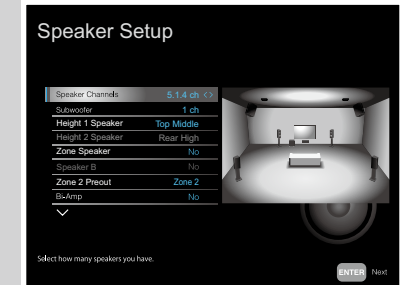 Speaker Setup
Speaker Channels 5.1.4 ch <>
Subwoofer 1 ch
Height 1 Speaker Top Middle
Height 2 Speaker Rear High
Zone Speaker No
Speaker B No
Zone 2 Preout Zone 2
Bi-Amp No
Select how many speakers you have.
ENTER Next